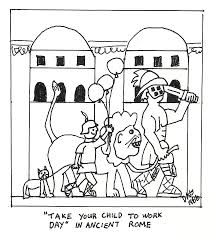 "TAKE YOUR CHILD TO WORK
DAY" IN ANCIENT ROME